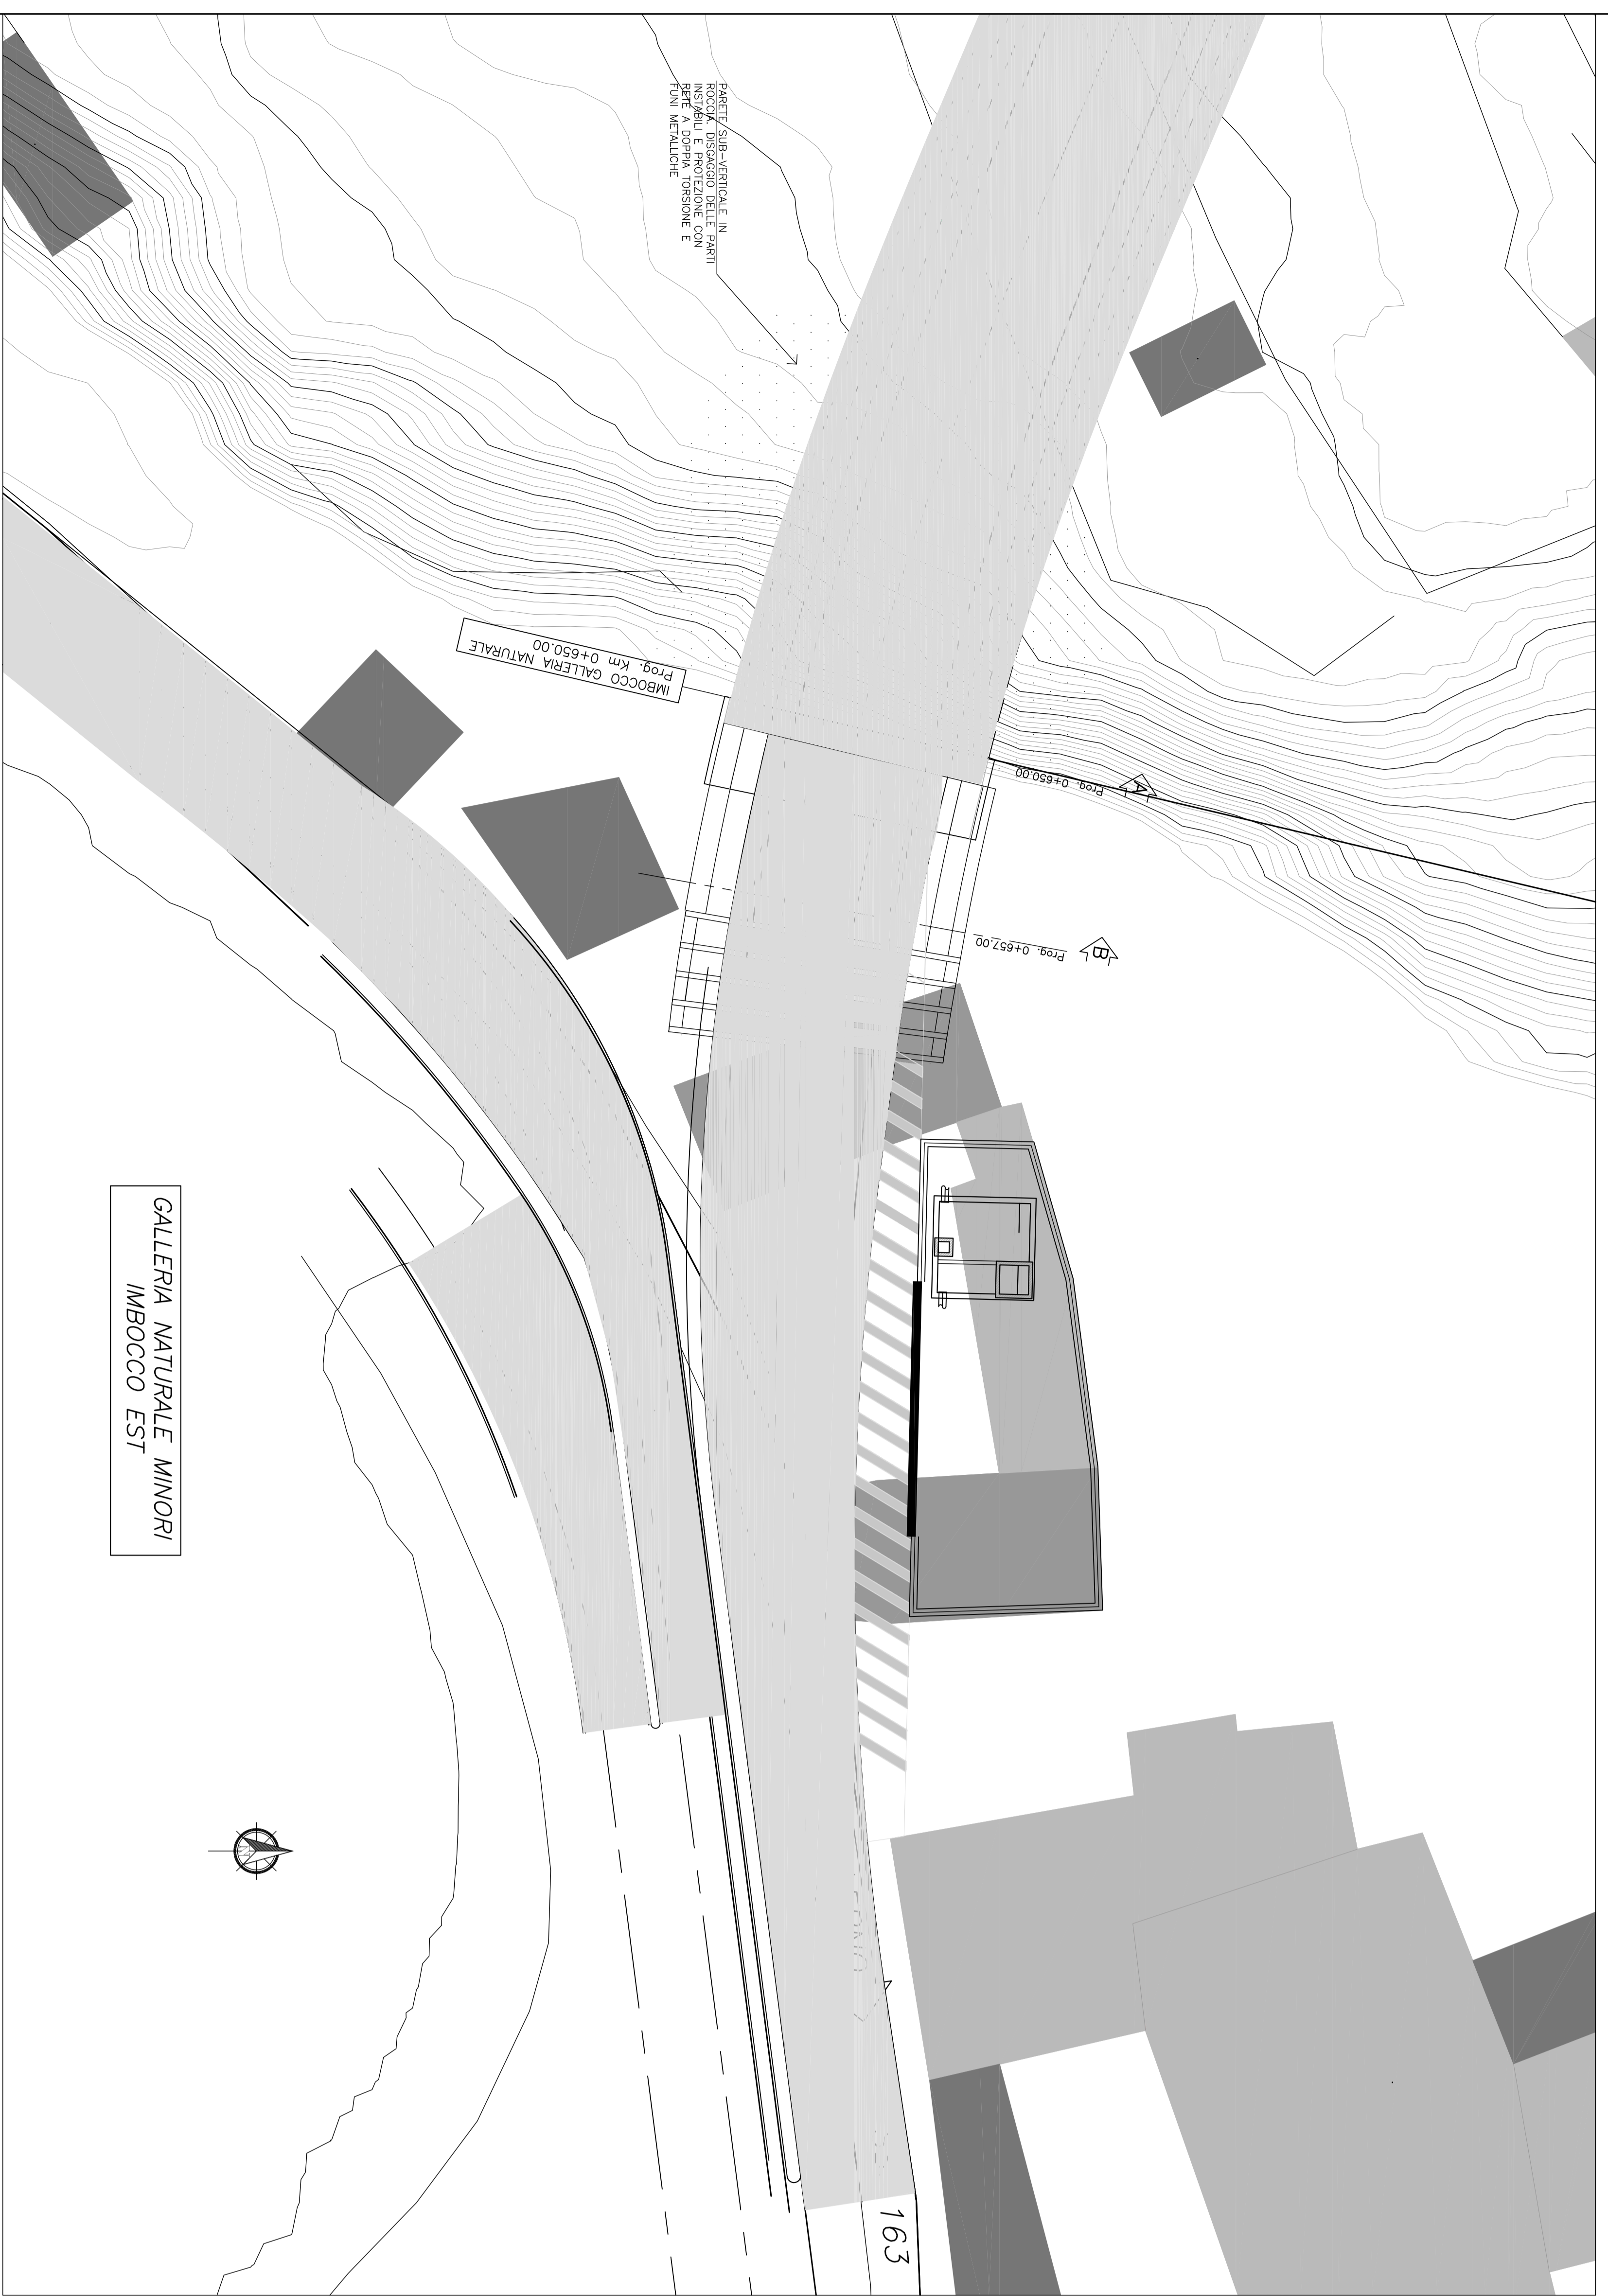 PARETE SUB-VERTICALE IN
ROCCIA. DISGAGGIO DELLE PARTI
INSTABILI E PROTEZIONE CON
RETE A DOPPIA TORSIONE E
FUNI METALLICHE
IMBOCCO GALLERIA NATURALE
Prog. Km 0+650.00
Prog. 0+650.00
A
Prog. 0+657.00
B
GALLERIA NATURALE MINORI
IMBOCCO EST
163